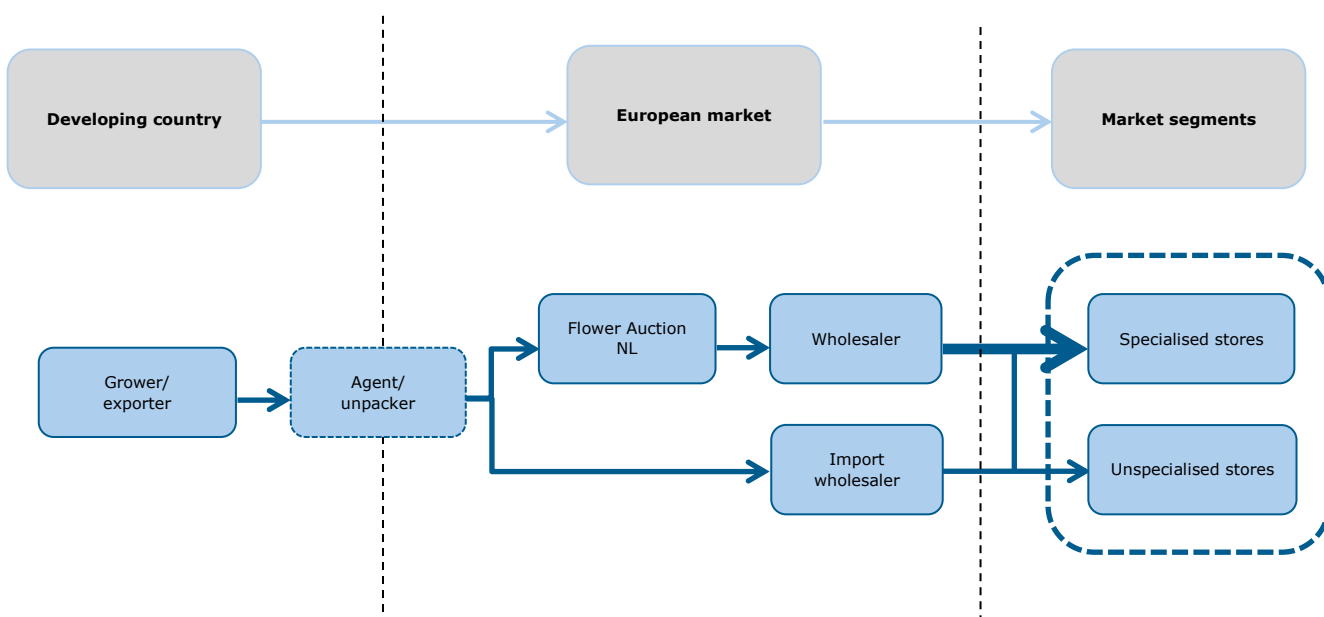 Developing country
European market
Market segments
Flower Auction
NL
Wholesaler
Specialised stores
Grower/
exporter
Agent/
unpacker
Import
wholesaler
Unspecialised stores